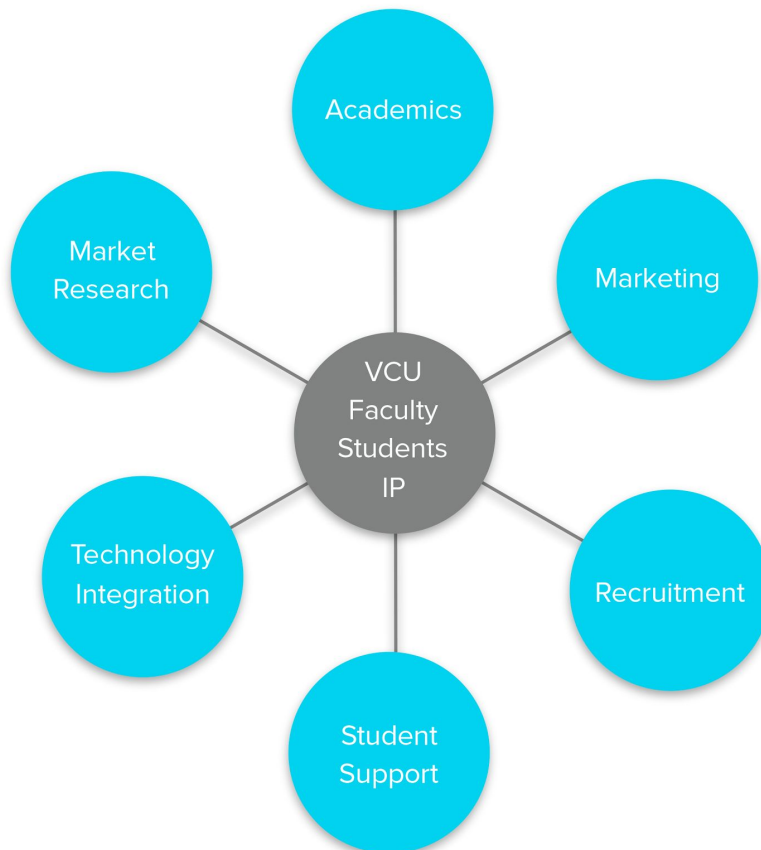 Academics
Market
Research
Marketing
VCU
Faculty
Students
IP
Technology
Integration
Recruitment
Student
Support